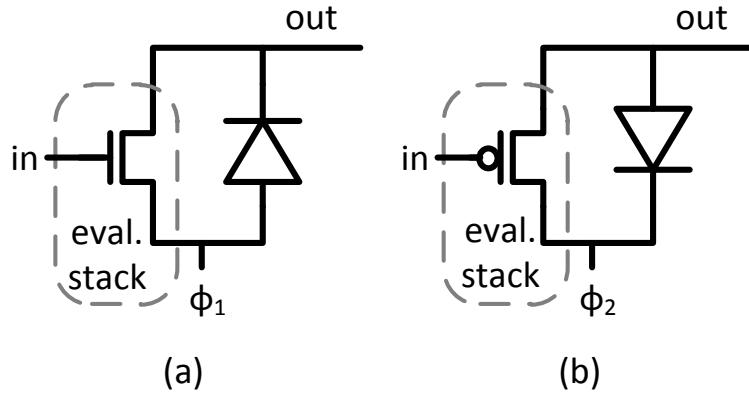 out
out
in
in
eval.
stack
eval.
stack
ϕ₁
ϕ₂
(a)
(b)